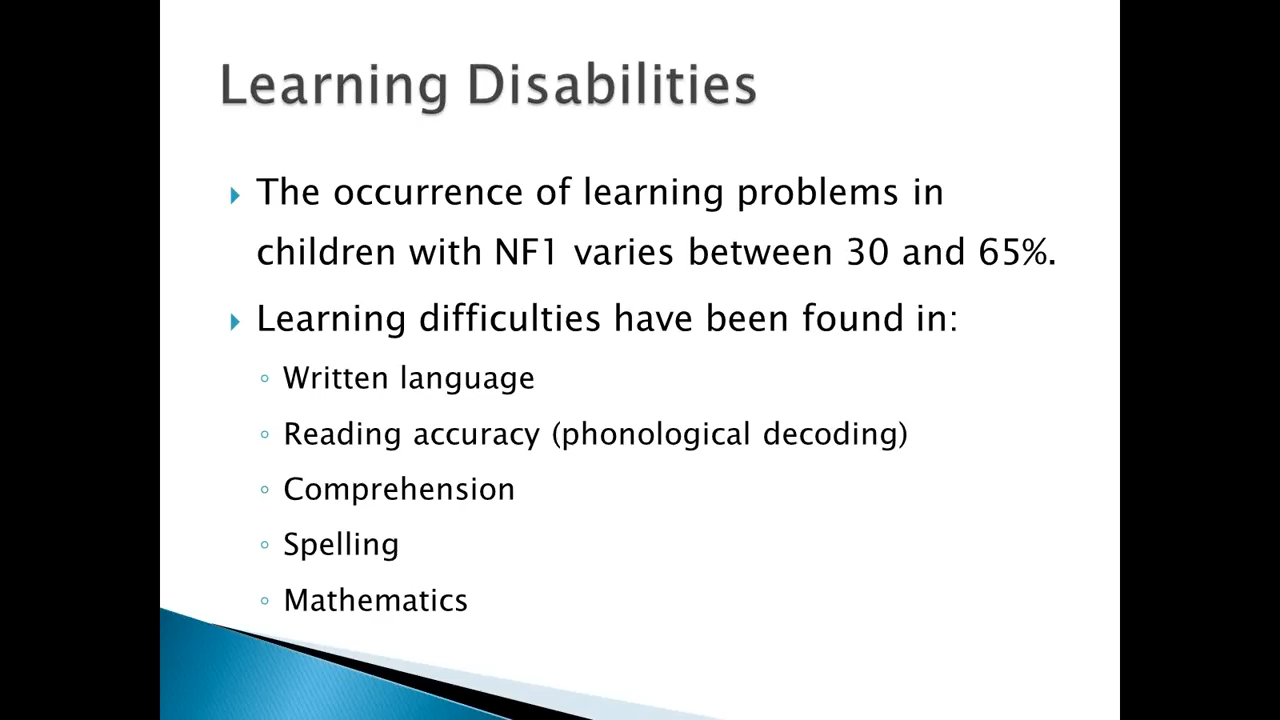 Learning Disabilities
The occurrence of learning problems in
children with NF1 varies between 30 and 65%.
Learning difficulties have been found in:
Written language
Reading accuracy (phonological decoding)
Comprehension
Spelling
Mathematics